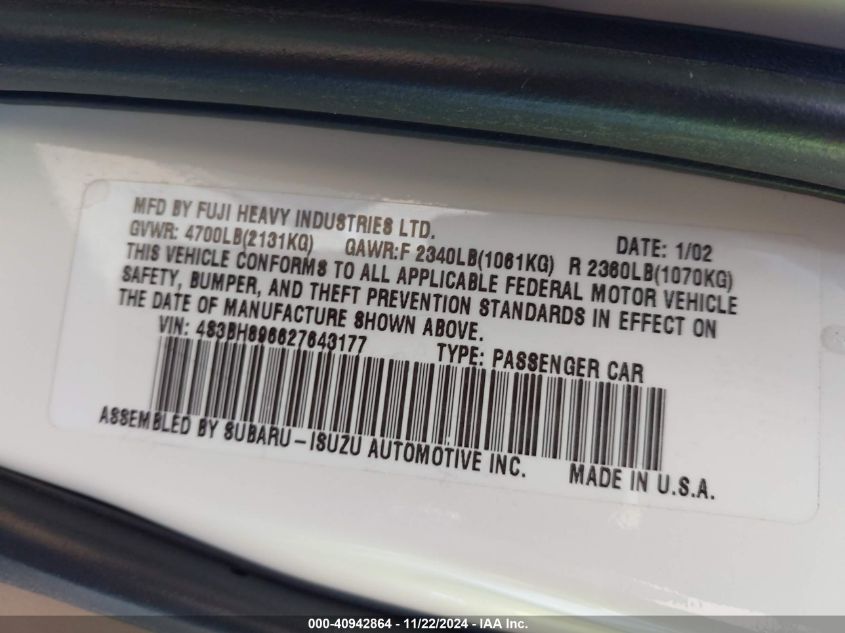 MFD BY FUJI HEAVY INDUSTRIES LTD. DATE: 1/02
GVWR: 4700LB(2131KG) GAWR:F 2340LB(1061KG) R 2360LB(1070KG)
THIS VEHICLE CONFORMS TO ALL APPLICABLE FEDERAL MOTOR VEHICLE
SAFETY, BUMPER, AND THEFT PREVENTION STANDARDS IN EFFECT ON
THE DATE OF MANUFACTURE SHOWN ABOVE.
VIN: 4S3BH896627643177 TYPE: PASSENGER CAR
ASSEMBLED BY SUBARU-ISUZU AUTOMOTIVE INC. MADE IN U.S.A.
000-40942864 - 11/22/2024 - IAA Inc.